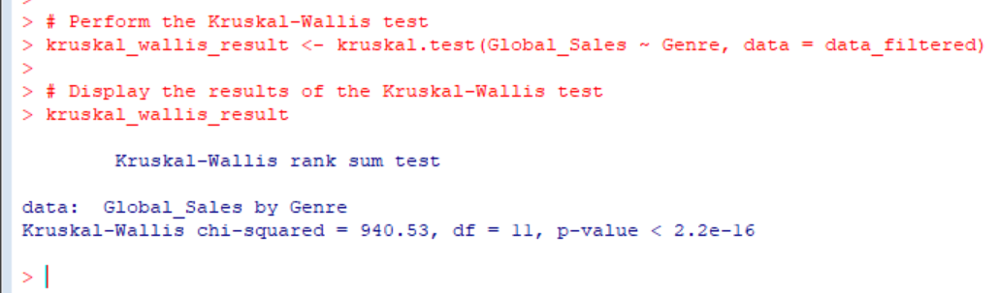 >
> # Perform the Kruskal-Wallis test
> kruskal_wallis_result <- kruskal.test(Global_Sales ~ Genre, data = data_filtered)
>
> # Display the results of the Kruskal-Wallis test
> kruskal_wallis_result
Kruskal-Wallis rank sum test
data:  Global_Sales by Genre
Kruskal-Wallis chi-squared = 940.53, df = 11, p-value < 2.2e-16
>